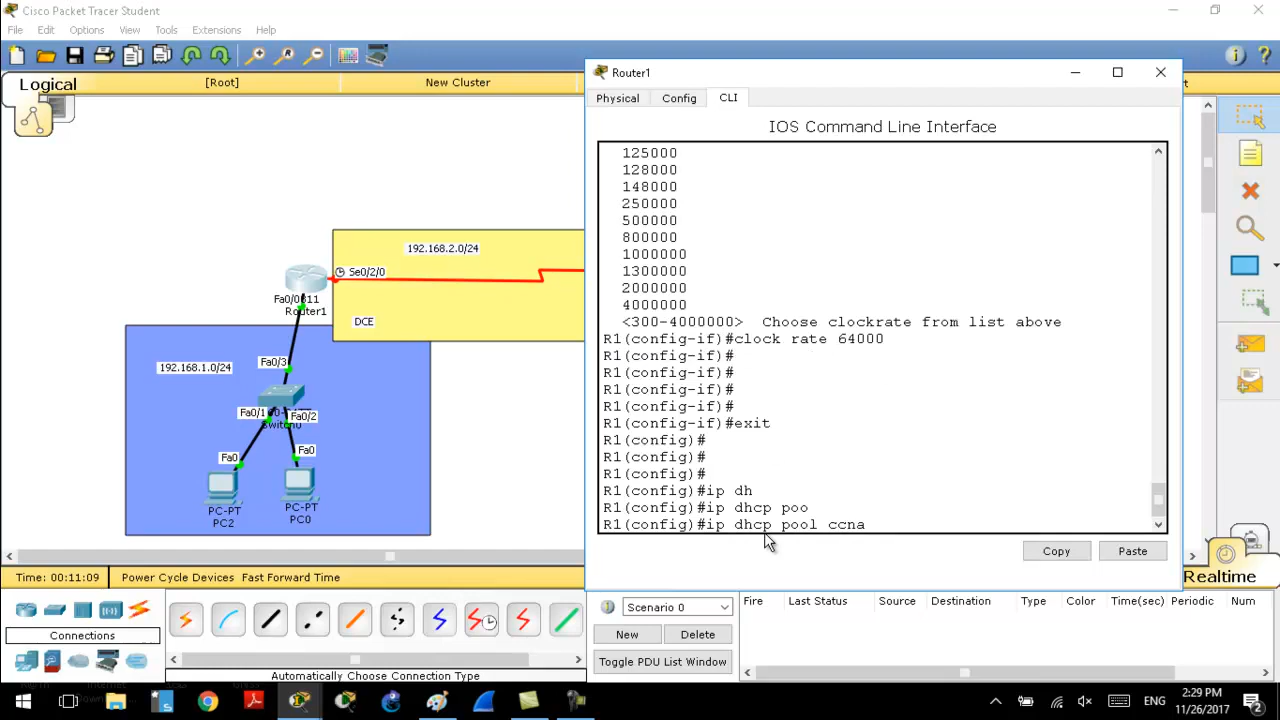 Cisco Packet Tracer Student
File Edit Options View Tools Extensions Help
Logical
[Root]
New Cluster
192.168.2.0/24
Se0/2/0
Fa0/0811
Router1
DCE
192.168.1.0/24
Fa0/3
Fa0/1
Fa0/2
Fa0
Fa0
PC-PT
PC2
PC-PT
PC0
Router1
Physical Config CLI
IOS Command Line Interface
125000
128000
148000
250000
500000
800000
1000000
1300000
2000000
4000000
<300-4000000> Choose clockrate from list above
R1(config-if)#clock rate 64000
R1(config-if)#
R1(config-if)#
R1(config-if)#
R1(config-if)#
R1(config-if)#exit
R1(config)#
R1(config)#
R1(config)#
R1(config)#ip dh
R1(config)#ip dhcp poo
R1(config)#ip dhcp pool ccna
Copy Paste
Time: 00:11:09 Power Cycle Devices Fast Forward Time
Realtime
Connections
Automatically Choose Connection Type
Scenario 0
New Delete
Toggle PDU List Window
Fire Last Status Source Destination Type Color Time(sec) Periodic Num
ENG
2:29 PM
11/26/2017
2